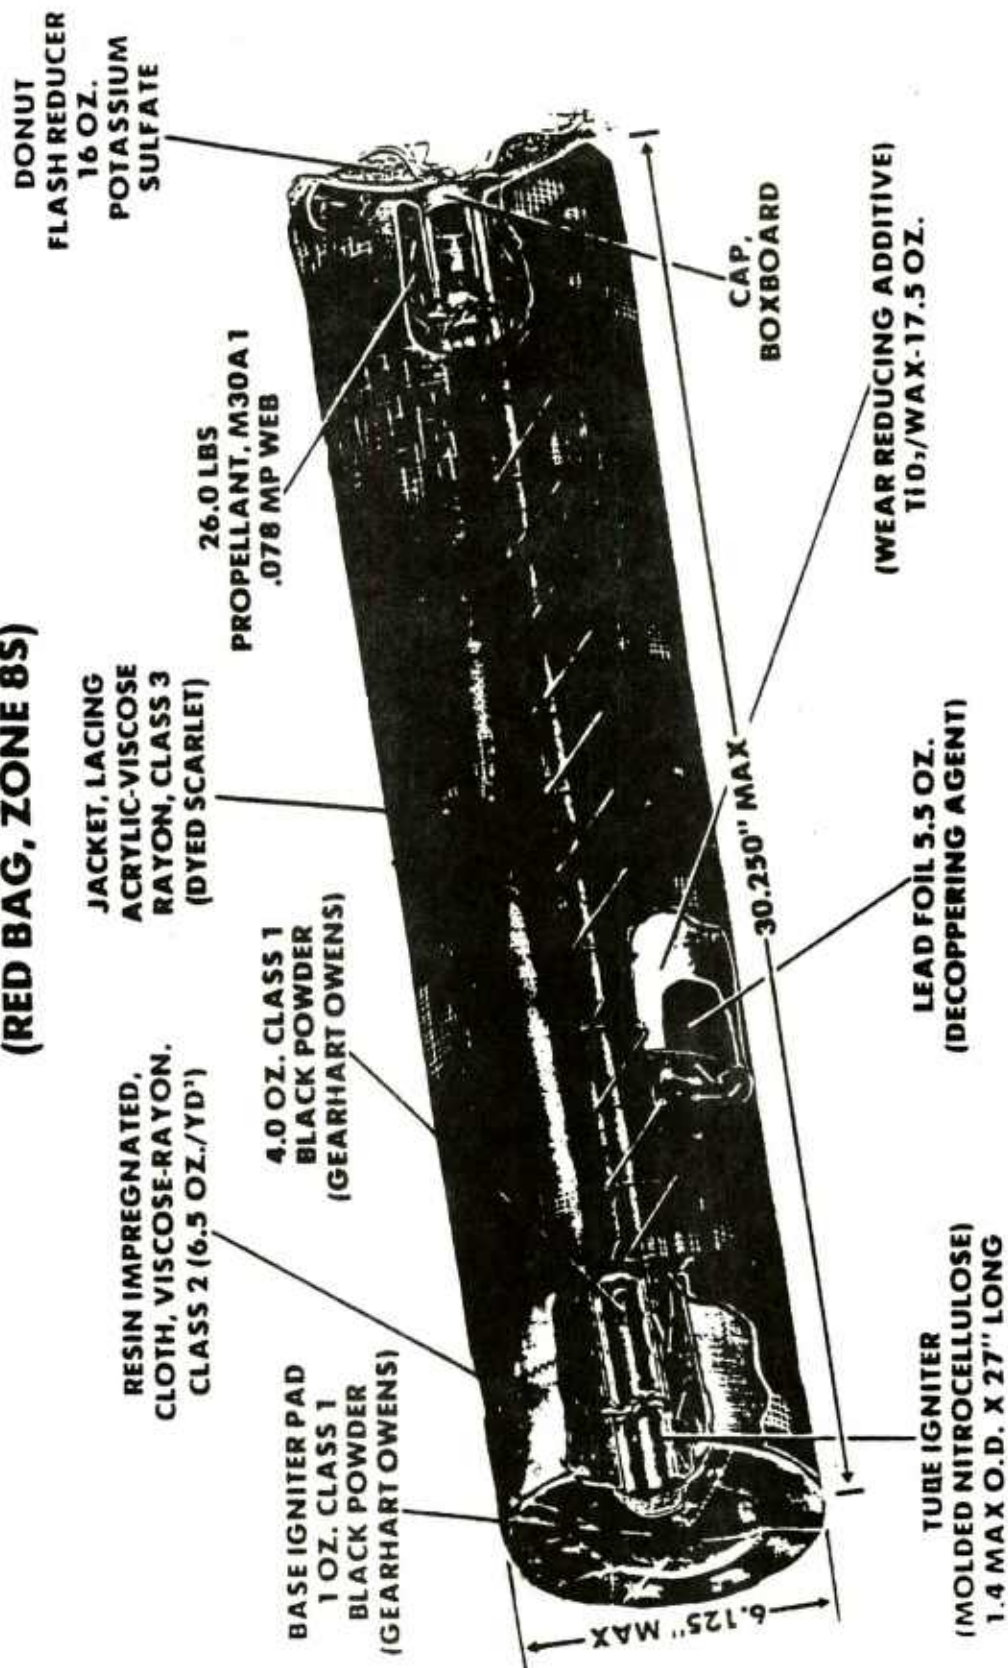 (RED BAG, ZONE 8S)
RESIN IMPREGNATED,
CLOTH, VISCOSE-RAYON.
CLASS 2 (6.5 OZ./YD²)
JACKET, LACING
ACRYLIC-VISCOSE
RAYON, CLASS 3
(DYED SCARLET)
DONUT
FLASH REDUCER
16 OZ.
POTASSIUM
SULFATE
BASE IGNITER PAD
1 OZ. CLASS 1
BLACK POWDER
(GEARHART OWENS)
4.0 OZ. CLASS 1
BLACK POWDER
(GEARHART OWENS)
26.0 LBS
PROPELLANT, M30A1
.078 MP WEB
6.125" MAX
30.250" MAX
CAP,
BOXBOARD
TUBE IGNITER
(MOLDED NITROCELLULOSE)
1.4 MAX O.D. X 27" LONG
LEAD FOIL 5.5 OZ.
(DECOPPERING AGENT)
(WEAR REDUCING ADDITIVE)
TiO₂/WAX-17.5 OZ.